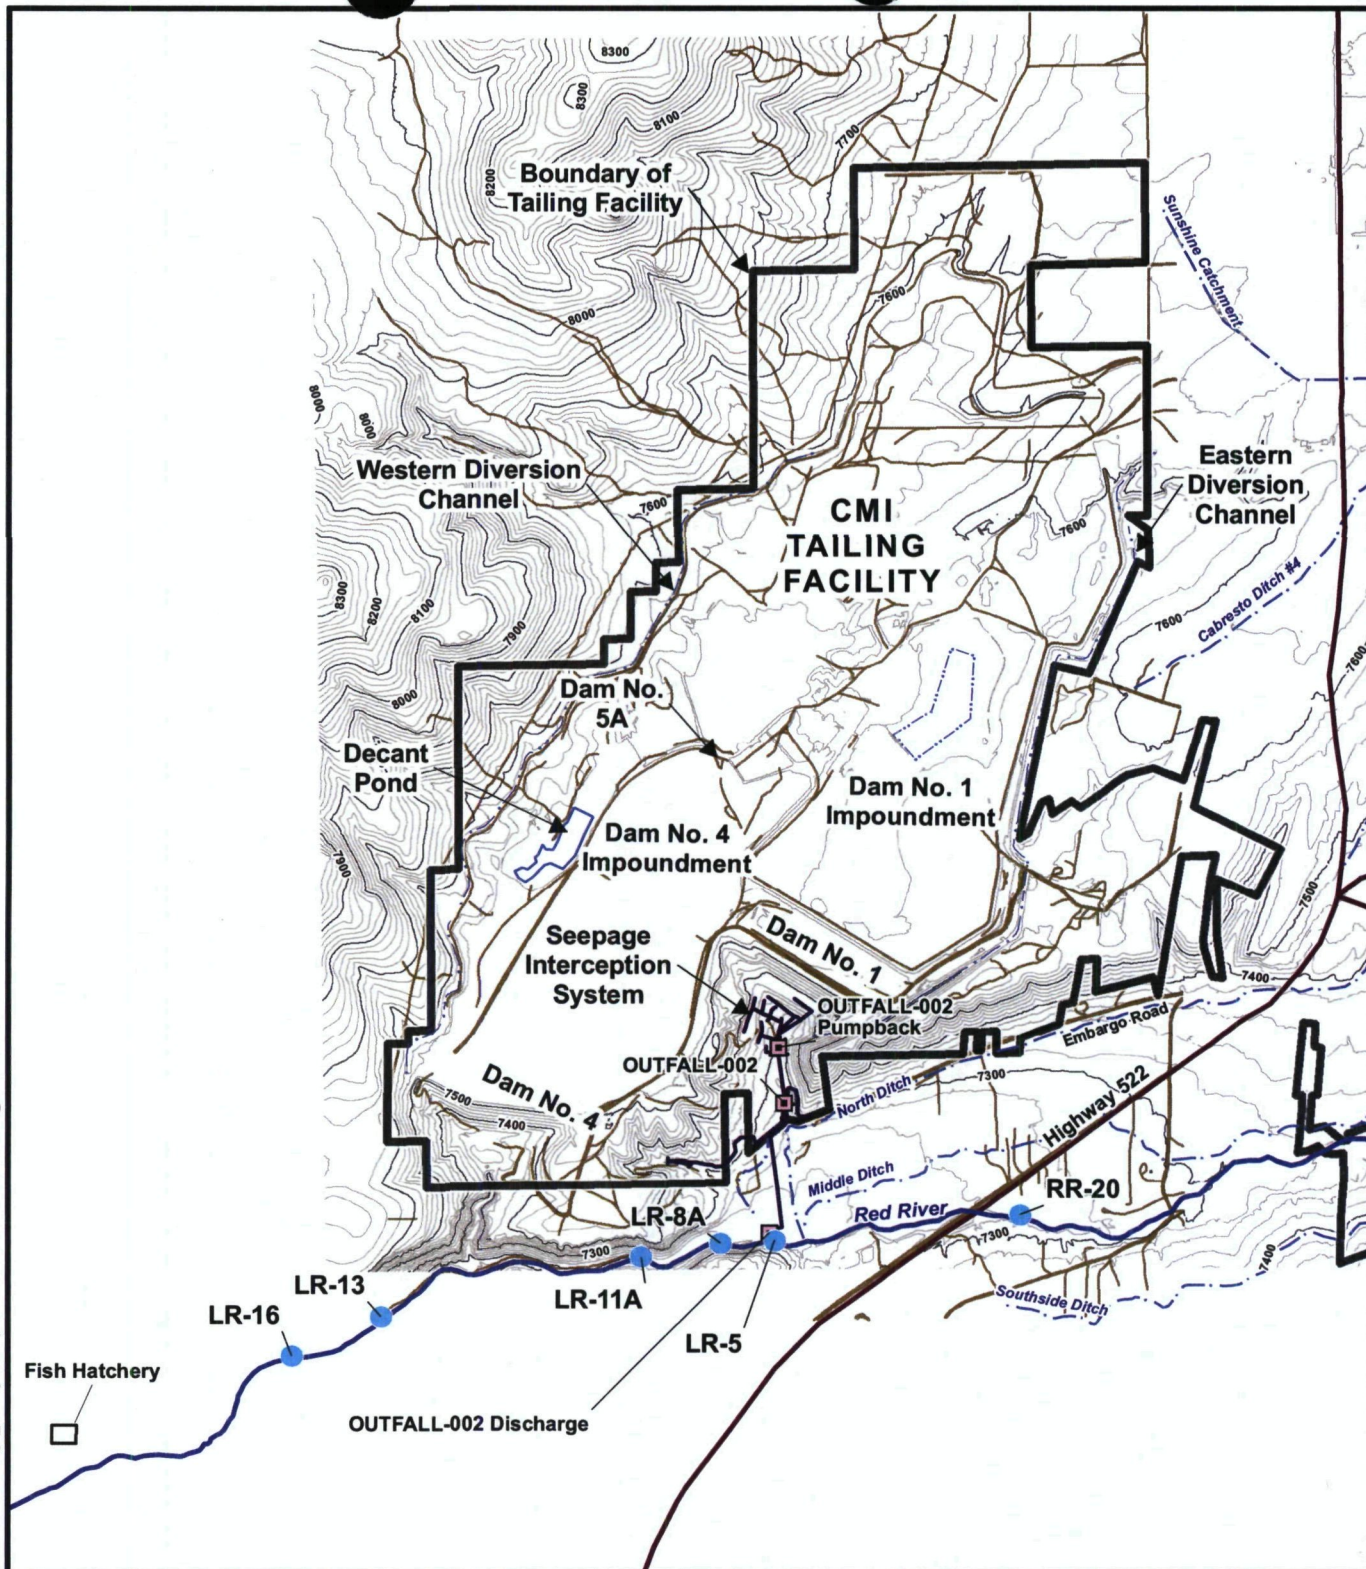 8300
8300
8100
7700
8200
Boundary of
Tailing Facility
Sunshine Catchment
7600
8000
8000
8000
Western Diversion
Channel
Eastern
Diversion
Channel
7600
CMI
TAILING
FACILITY
7600
8300
8200
8100
7900
Cabresto Ditch #4
7600
7600
8000
Dam No.
5A
Decant
Pond
Dam No. 1
Impoundment
Dam No. 4
Impoundment
7900
7500
Seepage
Interception
System
Dam No. 1
7400
OUTFALL-002
Pumpback
Embargo Road
OUTFALL-002
7300
North Ditch
Dam No. 4
7500
7400
Highway 522
Middle Ditch
RR-20
Red River
LR-8A
7300
7300
7400
LR-13
LR-11A
Southside Ditch
LR-16
LR-5
Fish Hatchery
OUTFALL-002 Discharge